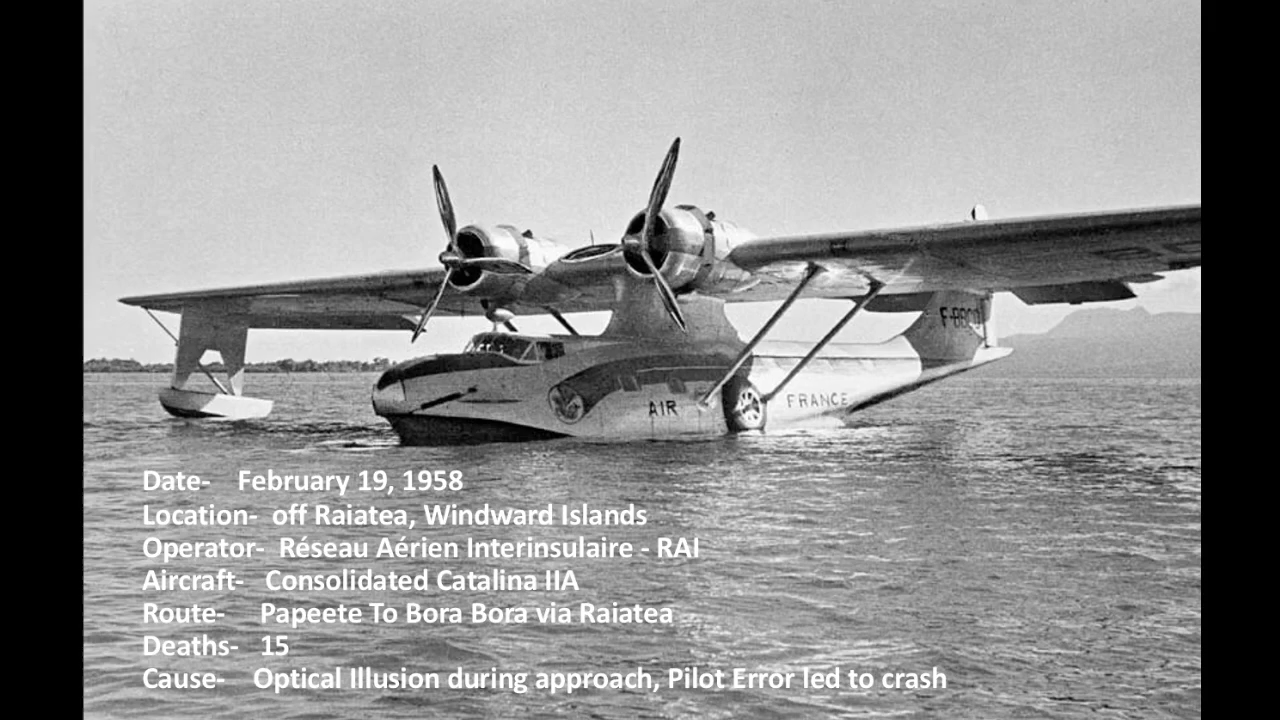 AIR
FRANCE
Date- February 19, 1958
Location- off Raiatea, Windward Islands
Operator- Réseau Aérien Interinsulaire - RAI
Aircraft- Consolidated Catalina IIA
Route- Papeete To Bora Bora via Raiatea
Deaths- 15
Cause- Optical Illusion during approach, Pilot Error led to crash